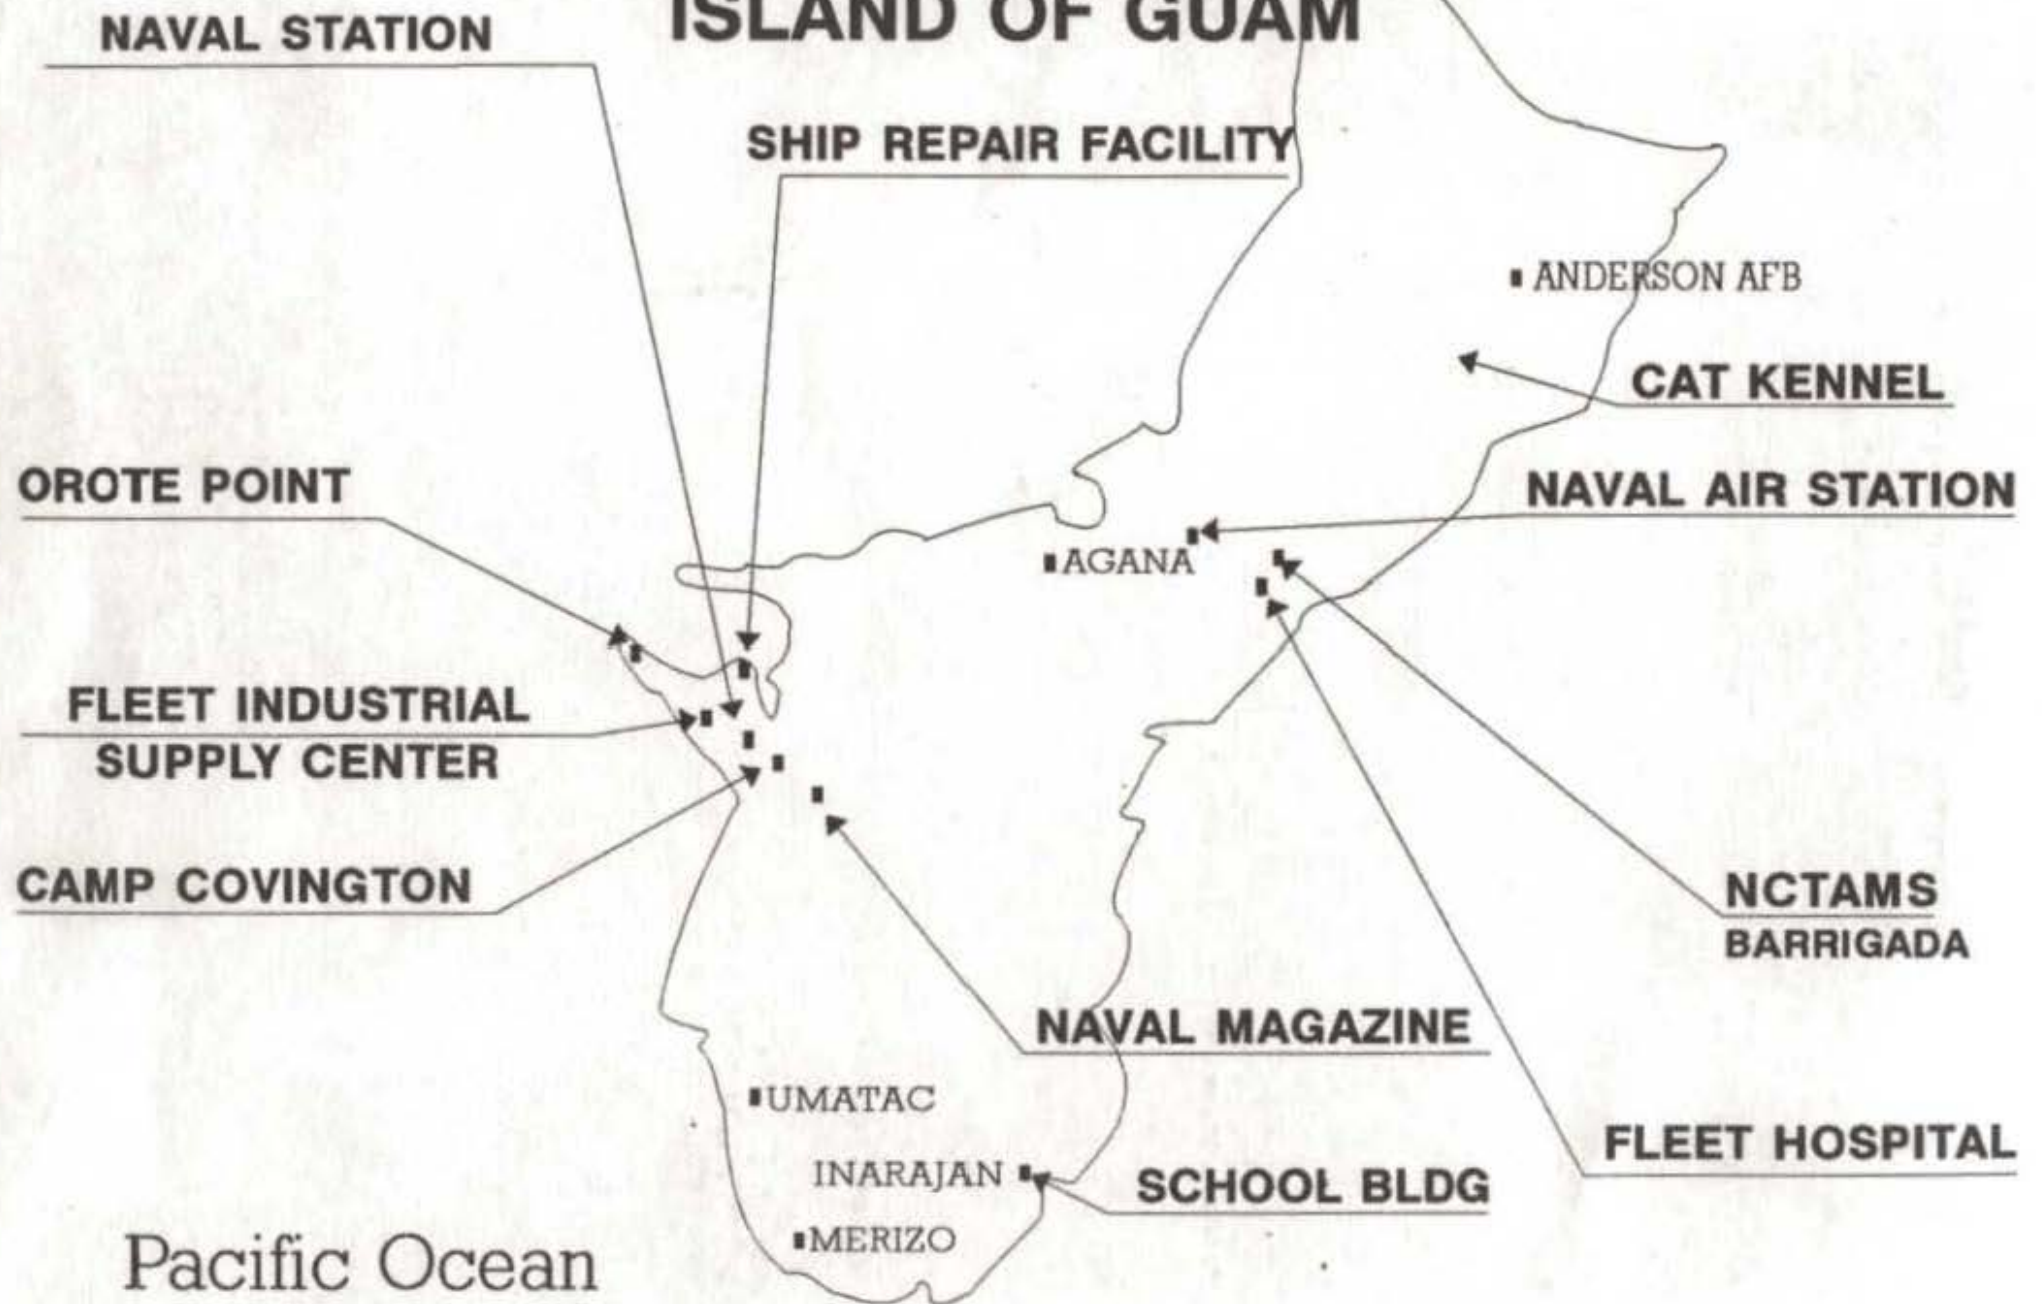 ISLAND OF GUAM
NAVAL STATION
SHIP REPAIR FACILITY
ANDERSON AFB
CAT KENNEL
OROTE POINT
NAVAL AIR STATION
AGANA
FLEET INDUSTRIAL
SUPPLY CENTER
CAMP COVINGTON
NCTAMS
BARRIGADA
NAVAL MAGAZINE
UMATAC
FLEET HOSPITAL
INARAJAN
SCHOOL BLDG
MERIZO
Pacific Ocean